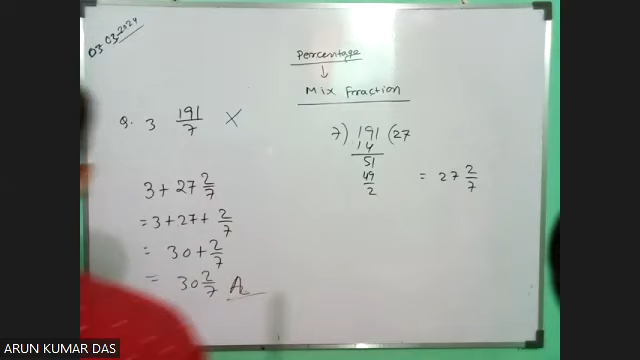 03-03-2024
Percentage
↓
Mix Fraction
Q. 3 191/7 X
7) 191 (27
14
51
49
2
= 27 2/7
3 + 27 2/7
= 3 + 27 + 2/7
= 30 + 2/7
= 30 2/7 A
ARUN KUMAR DAS